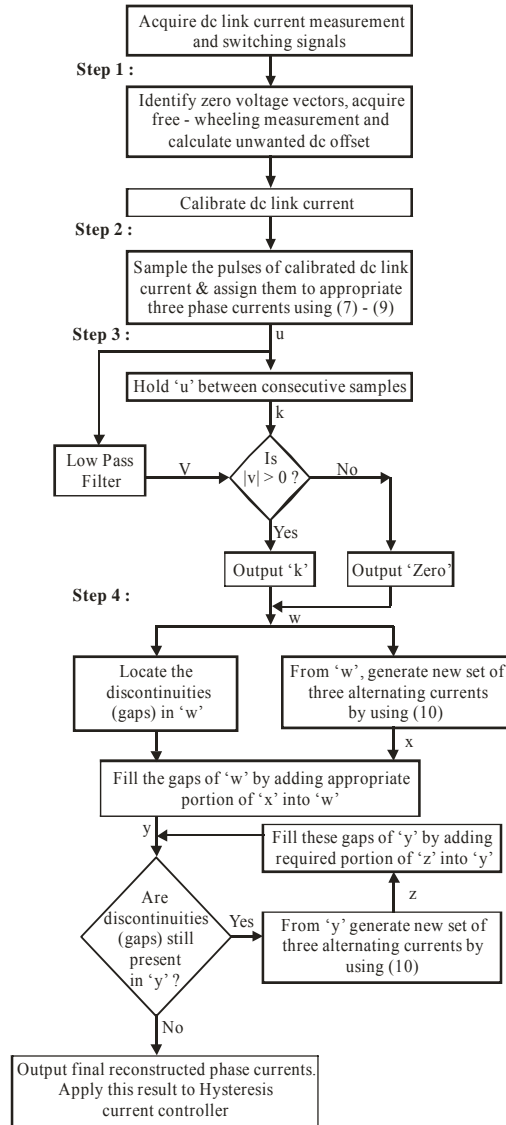 Acquire dc link current measurement
and switching signals
Step 1 :
Identify zero voltage vectors, acquire
free - wheeling measurement and
calculate unwanted dc offset
Calibrate dc link current
Step 2 :
Sample the pulses of calibrated dc link
current & assign them to appropriate
three phase currents using (7) - (9)
Step 3 :
u
Hold ‘u’ between consecutive samples
k
Low Pass
Filter
V
Is
|v| > 0 ?
No
Yes
Output ‘k’
Output ‘Zero’
Step 4 :
w
Locate the
discontinuities
(gaps) in ‘w’
From ‘w’, generate new set of
three alternating currents
by using (10)
x
Fill the gaps of ‘w’ by adding appropriate
portion of ‘x’ into ‘w’
y
Fill these gaps of ‘y’ by adding
required portion of ‘z’ into ‘y’
z
Are
discontinuities
(gaps) still
present
in ‘y’ ?
Yes
From ‘y’ generate new set of
three alternating currents by
using (10)
No
Output final reconstructed phase currents.
Apply this result to Hysteresis
current controller